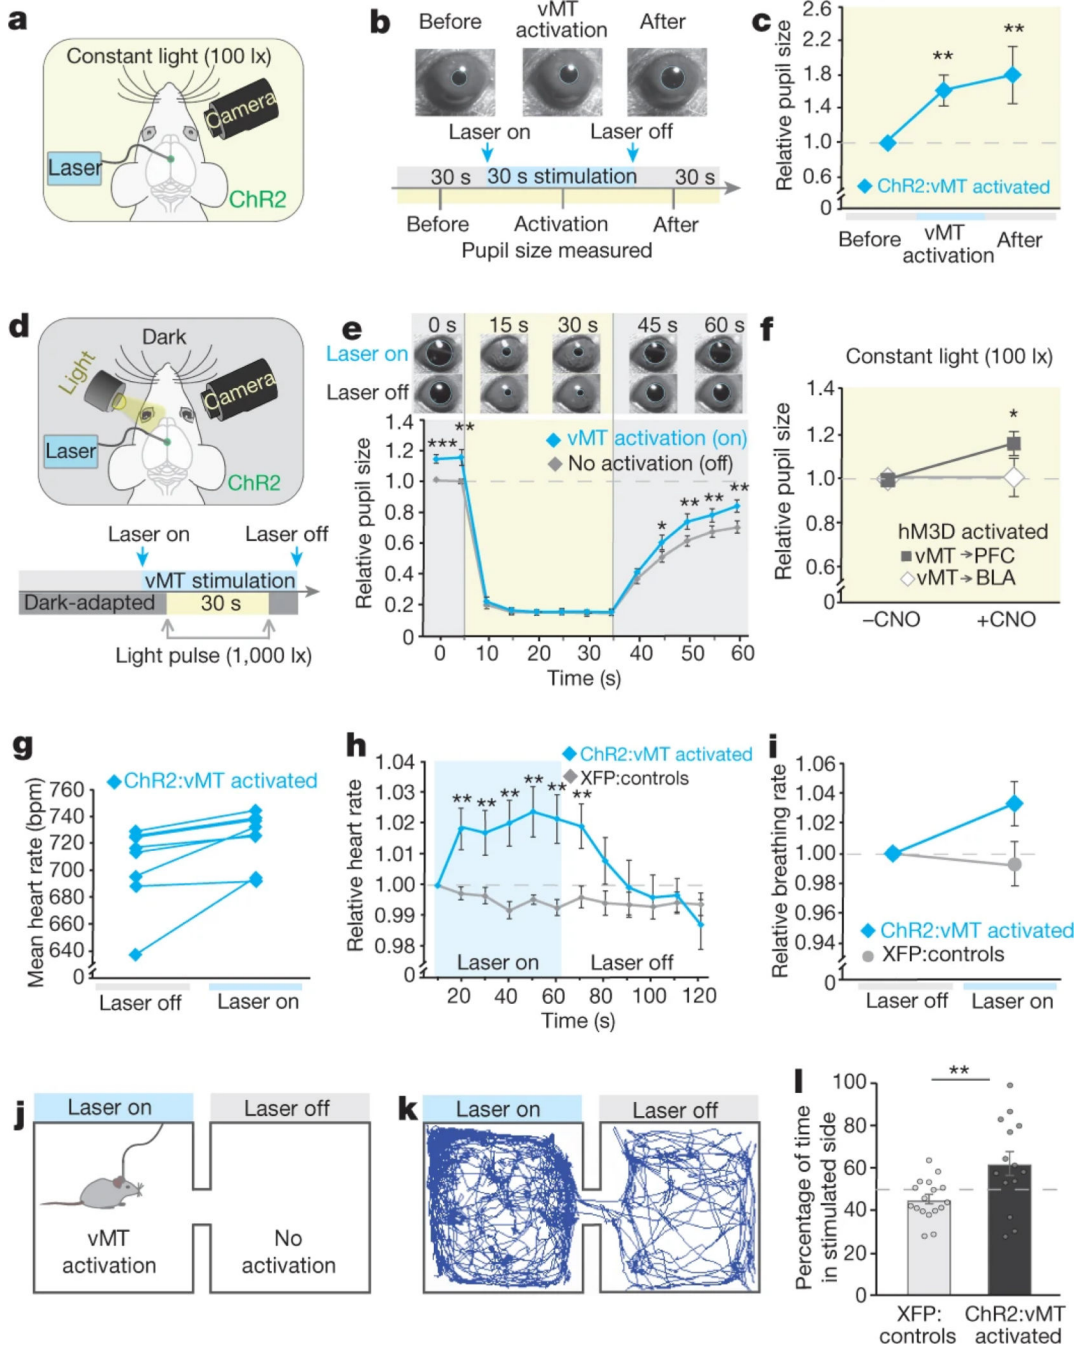 a
Constant light (100 lx)
Camera
Laser
ChR2
b
Before
vMT
activation
After
Laser on
Laser off
30 s
30 s stimulation
30 s
Before
Activation
After
Pupil size measured
c
Relative pupil size
2.6
2.2
1.8
1.4
1.0
0.6
0
**
**
ChR2:vMT activated
Before
vMT
activation
After
d
Dark
Light
Camera
Laser
ChR2
Laser on
Laser off
vMT stimulation
Dark-adapted
30 s
Light pulse (1,000 lx)
e
0 s
15 s
30 s
45 s
60 s
Laser on
Laser off
Relative pupil size
1.4
1.2
1.0
0.8
0.6
0.4
0.2
0
***
**
vMT activation (on)
No activation (off)
*
**
**
**
0
10
20
30
40
50
60
Time (s)
f
Constant light (100 lx)
Relative pupil size
1.4
1.2
1.0
0.8
0.6
0
*
hM3D activated
vMT→PFC
vMT→BLA
–CNO
+CNO
g
ChR2:vMT activated
Mean heart rate (bpm)
760
740
720
700
680
660
640
0
Laser off
Laser on
h
ChR2:vMT activated
XFP:controls
Relative heart rate
1.04
1.03
1.02
1.01
1.00
0.99
0.98
0
**
**
**
**
**
**
Laser on
Laser off
20
40
60
80
100
120
Time (s)
i
Relative breathing rate
1.06
1.03
1.00
0.98
0.96
0.94
0
ChR2:vMT activated
XFP:controls
Laser off
Laser on
j
Laser on
Laser off
vMT
activation
No
activation
k
Laser on
Laser off
l
Percentage of time
in stimulated side
100
80
60
40
20
0
**
XFP:
controls
ChR2:vMT
activated